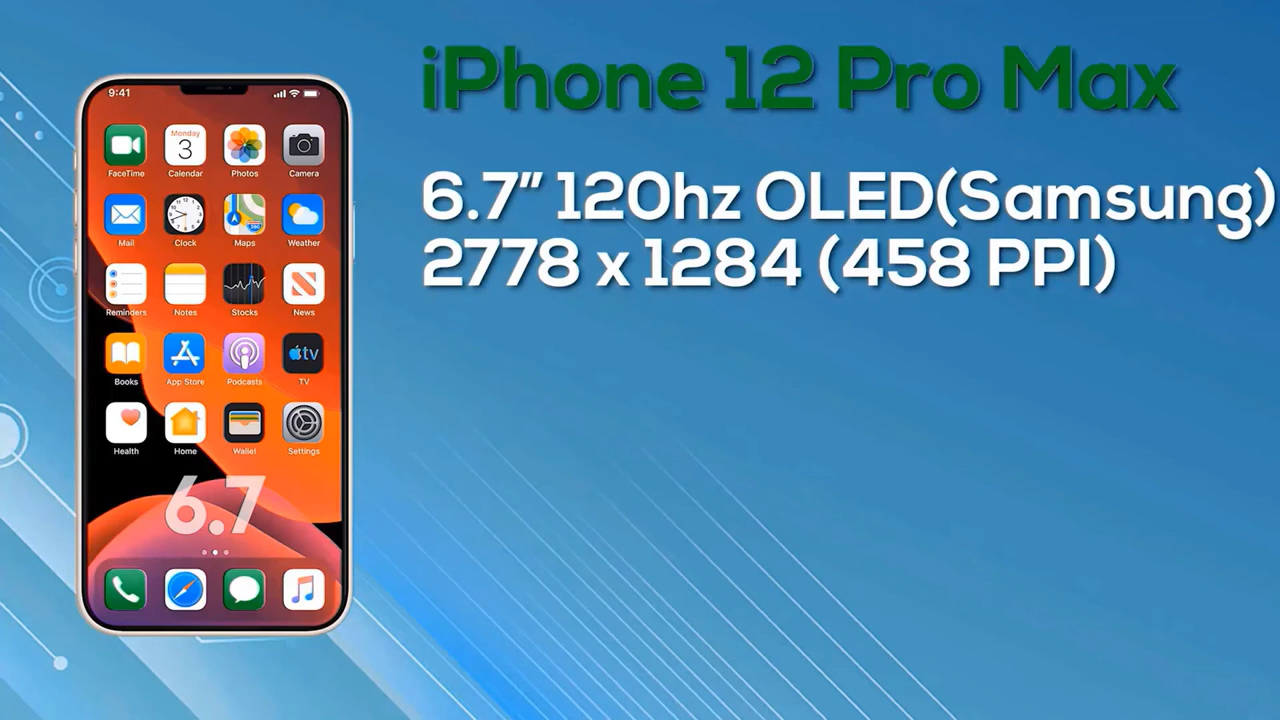 iPhone 12 Pro Max
6.7" 120hz OLED(Samsung)
2778 x 1284 (458 PPI)
9:41
Monday
3
FaceTime Calendar Photos Camera
280
Mail Clock Maps Weather
Reminders Notes Stocks News
tv
Books App Store Podcasts TV
Health Home Wallet Settings
6.7